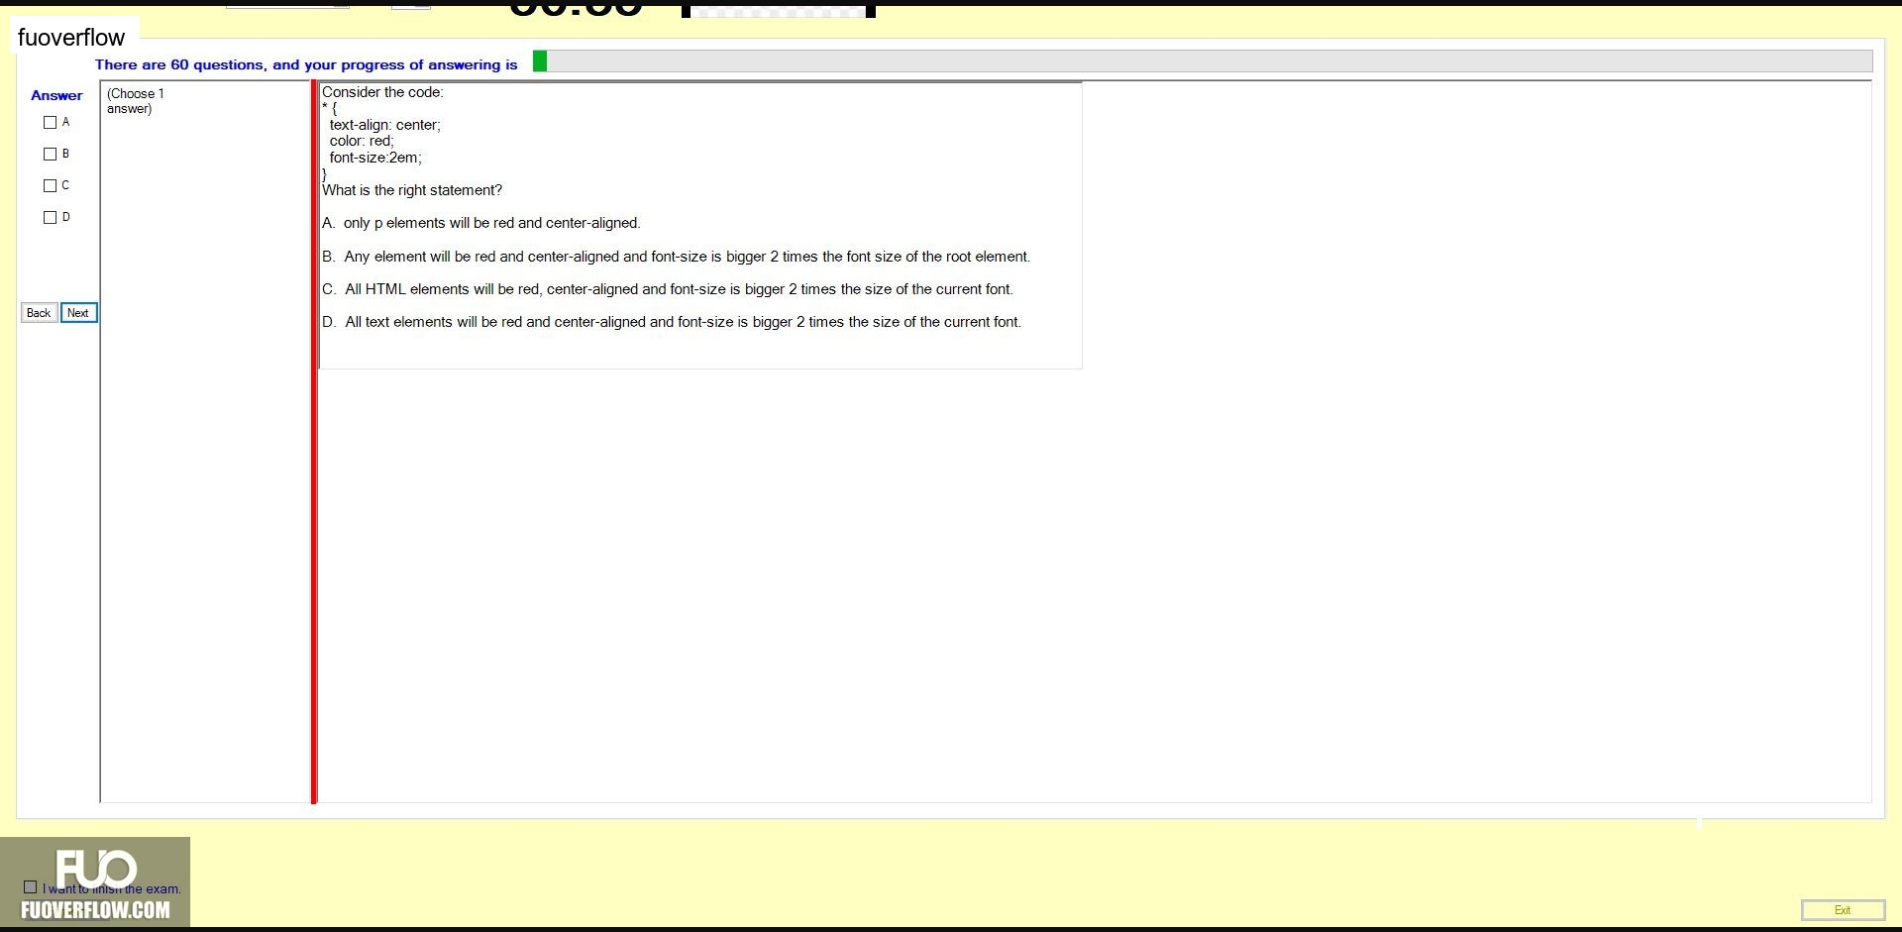 fuoverflow
There are 60 questions, and your progress of answering is
Answer
(Choose 1
answer)
A
B
C
D
Back
Next
Consider the code:
* {
text-align: center;
color: red;
font-size:2em;
}
What is the right statement?
A. only p elements will be red and center-aligned.
B. Any element will be red and center-aligned and font-size is bigger 2 times the font size of the root element.
C. All HTML elements will be red, center-aligned and font-size is bigger 2 times the size of the current font.
D. All text elements will be red and center-aligned and font-size is bigger 2 times the size of the current font.
FUO
I want to finish the exam.
FUOVERFLOW.COM
Exit